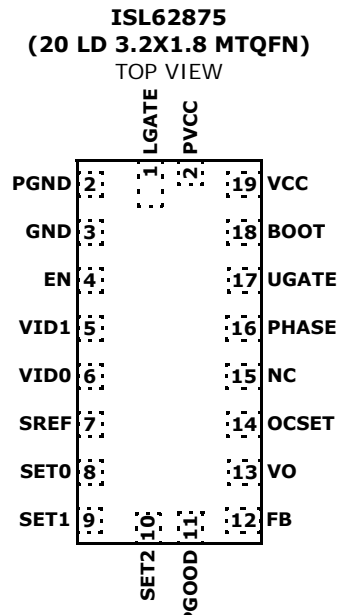 ISL62875
(20 LD 3.2X1.8 MTQFN)
TOP VIEW
LGATE
PVCC
1
2
PGND 2
19 VCC
GND 3
18 BOOT
EN 4
17 UGATE
VID1 5
16 PHASE
VID0 6
15 NC
SREF 7
14 OCSET
SET0 8
13 VO
SET1 9
12 FB
SET2 10
PGOOD 11